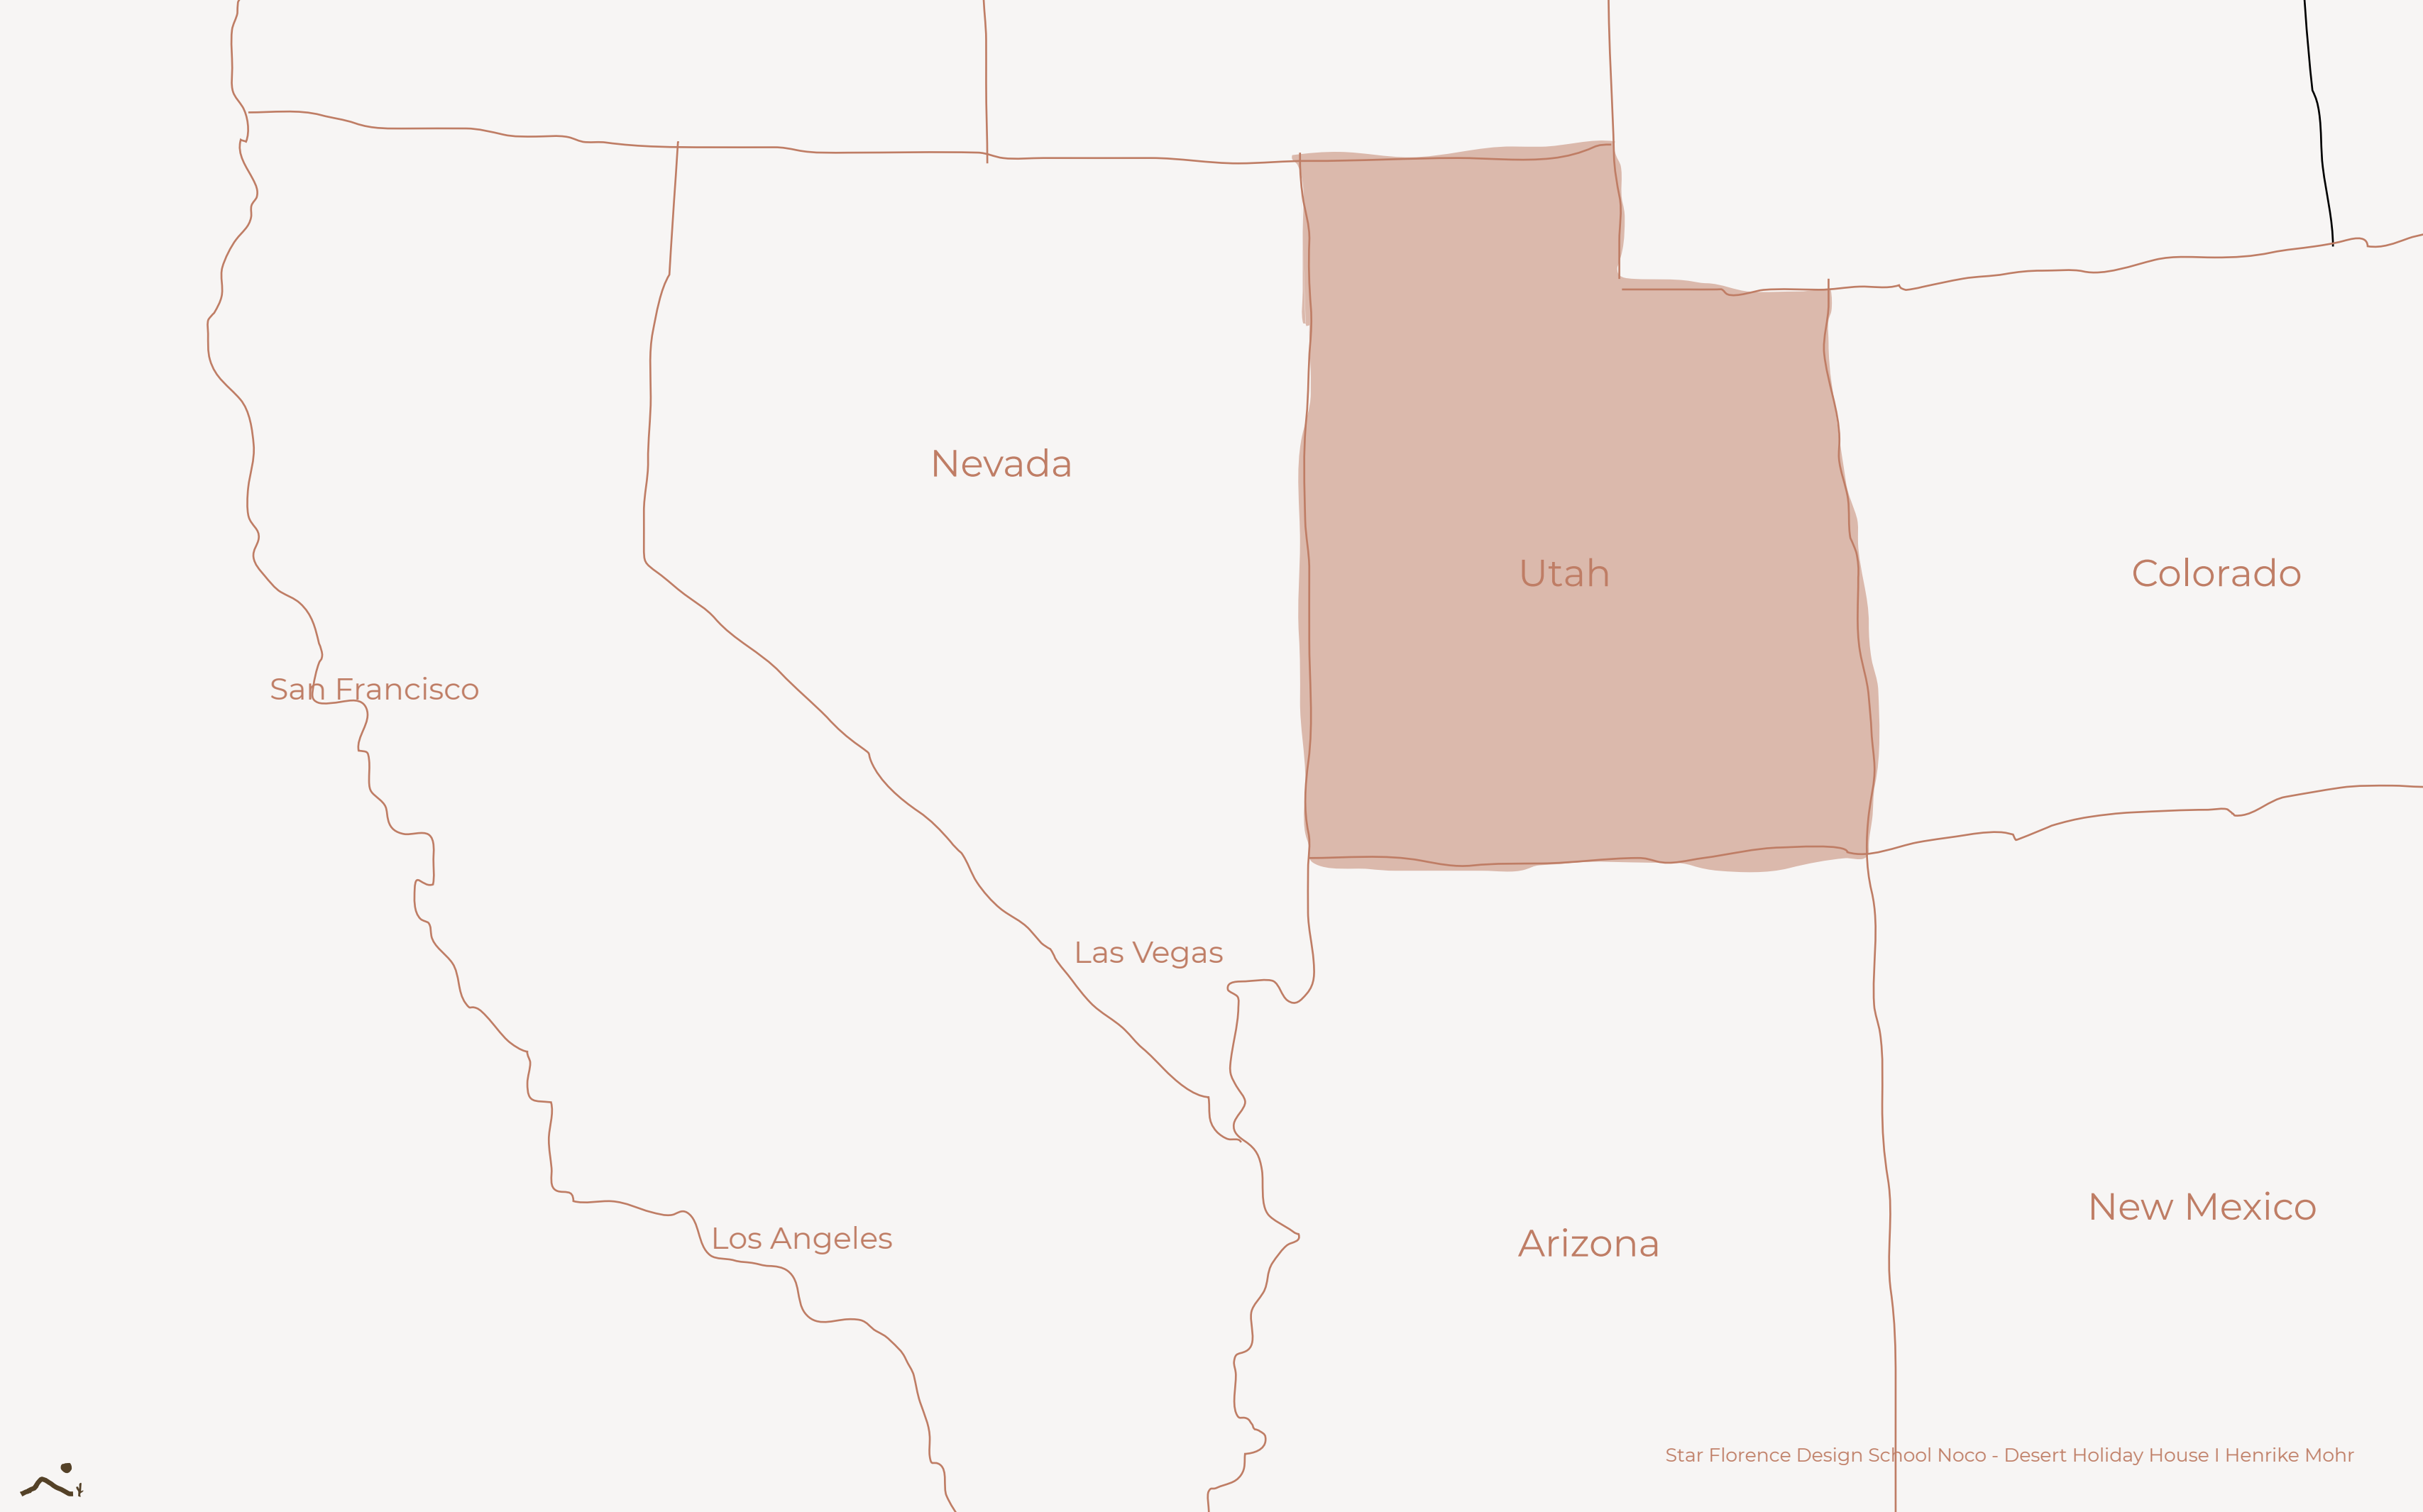 Nevada
Utah
Colorado
San Francisco
Las Vegas
Los Angeles
Arizona
New Mexico
Star Florence Design School Noco - Desert Holiday House I Henrike Mohr